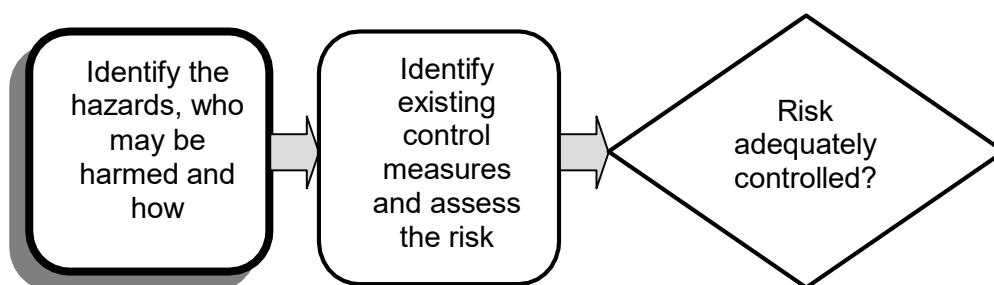 Identify the
hazards, who
may be
harmed and
how
Identify
existing
control
measures
and assess
the risk
Risk
adequately
controlled?